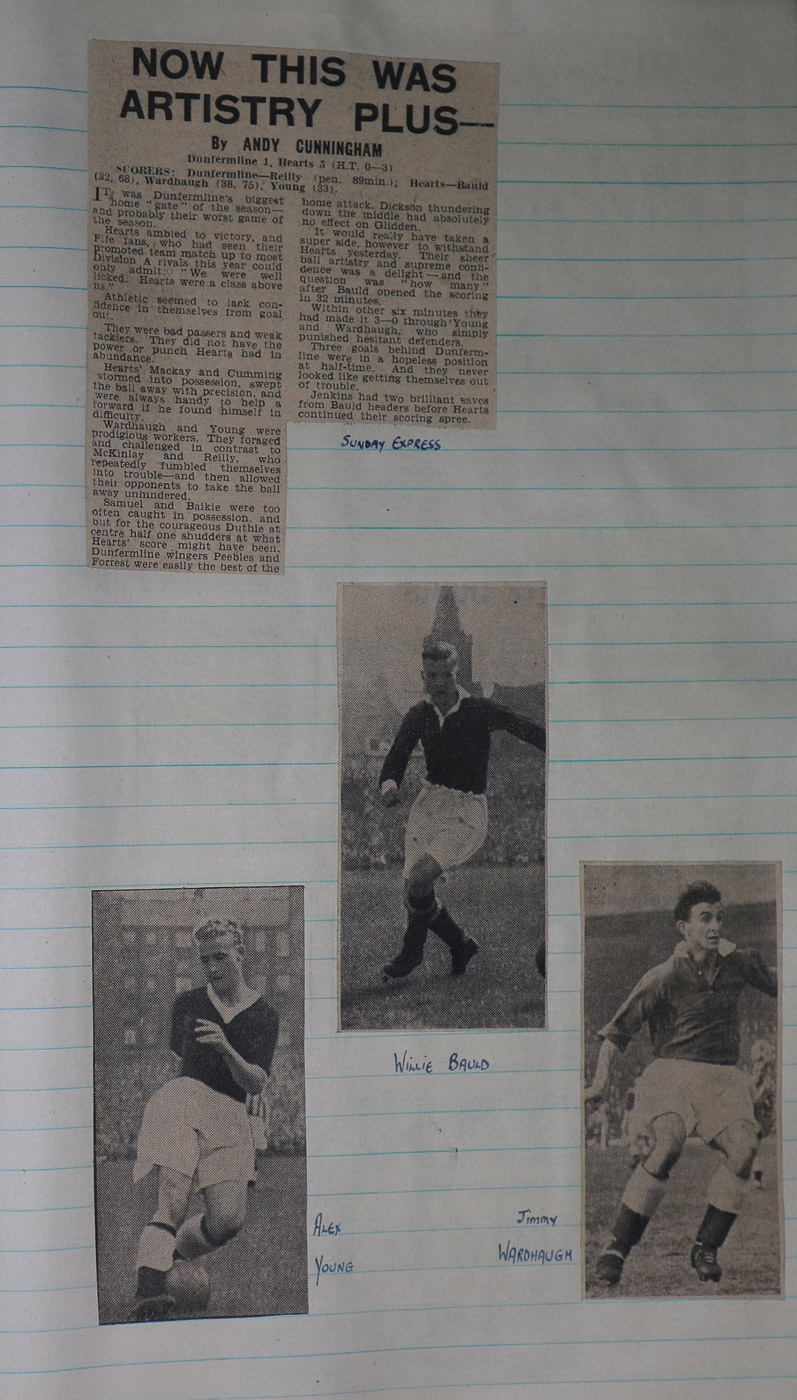 NOW THIS WAS
ARTISTRY PLUS—
By ANDY CUNNINGHAM
Dunfermline 1, Hearts 5 (H.T. 0—3)
SCORERS: Dunfermline—Reilly (pen. 89min.); Hearts—Bauld
(32, 68), Wardhaugh (38, 75), Young (33).
IT was Dunfermline's biggest
home "gate" of the season—
and probably their worst game of
the season.
Hearts ambled to victory, and
Fife fans, who had seen their
promoted team match up to most
Division A rivals this year could
only admit: "We were well
licked. Hearts were a class above
us."
Athletic seemed to lack con-
fidence in themselves from goal
out.
They were bad passers and weak
tacklers. They did not have the
power or punch Hearts had in
abundance.
Hearts' Mackay and Cumming
stormed into possession, swept
the ball away with precision, and
were always handy to help a
forward if he found himself in
difficulty.
Wardhaugh and Young were
prodigious workers. They foraged
and challenged in contrast to
McKinlay and Reilly, who
repeatedly fumbled themselves
into trouble—and then allowed
their opponents to take the ball
away unhindered.
Samuel and Baikie were too
often caught in possession, and
but for the courageous Duthie at
centre half one shudders at what
Hearts' score might have been.
Dunfermline wingers Peebles and
Forrest were easily the best of the
home attack. Dickson thundering
down the middle had absolutely
no effect on Glidden.
It would really have taken a
super side, however to withstand
Hearts yesterday. Their sheer
ball artistry and supreme confi-
dence was a delight—and the
question was "how many"
after Bauld opened the scoring
in 32 minutes.
Within other six minutes they
had made it 3—0 through Young
and Wardhaugh, who simply
punished hesitant defenders.
Three goals behind Dunferm-
line were in a hopeless position
at half-time. And they never
looked like getting themselves out
of trouble.
Jenkins had two brilliant saves
from Bauld headers before Hearts
continued their scoring spree.
SUNDAY EXPRESS
WILLIE BAULD
ALEX
YOUNG
JIMMY
WARDHAUGH